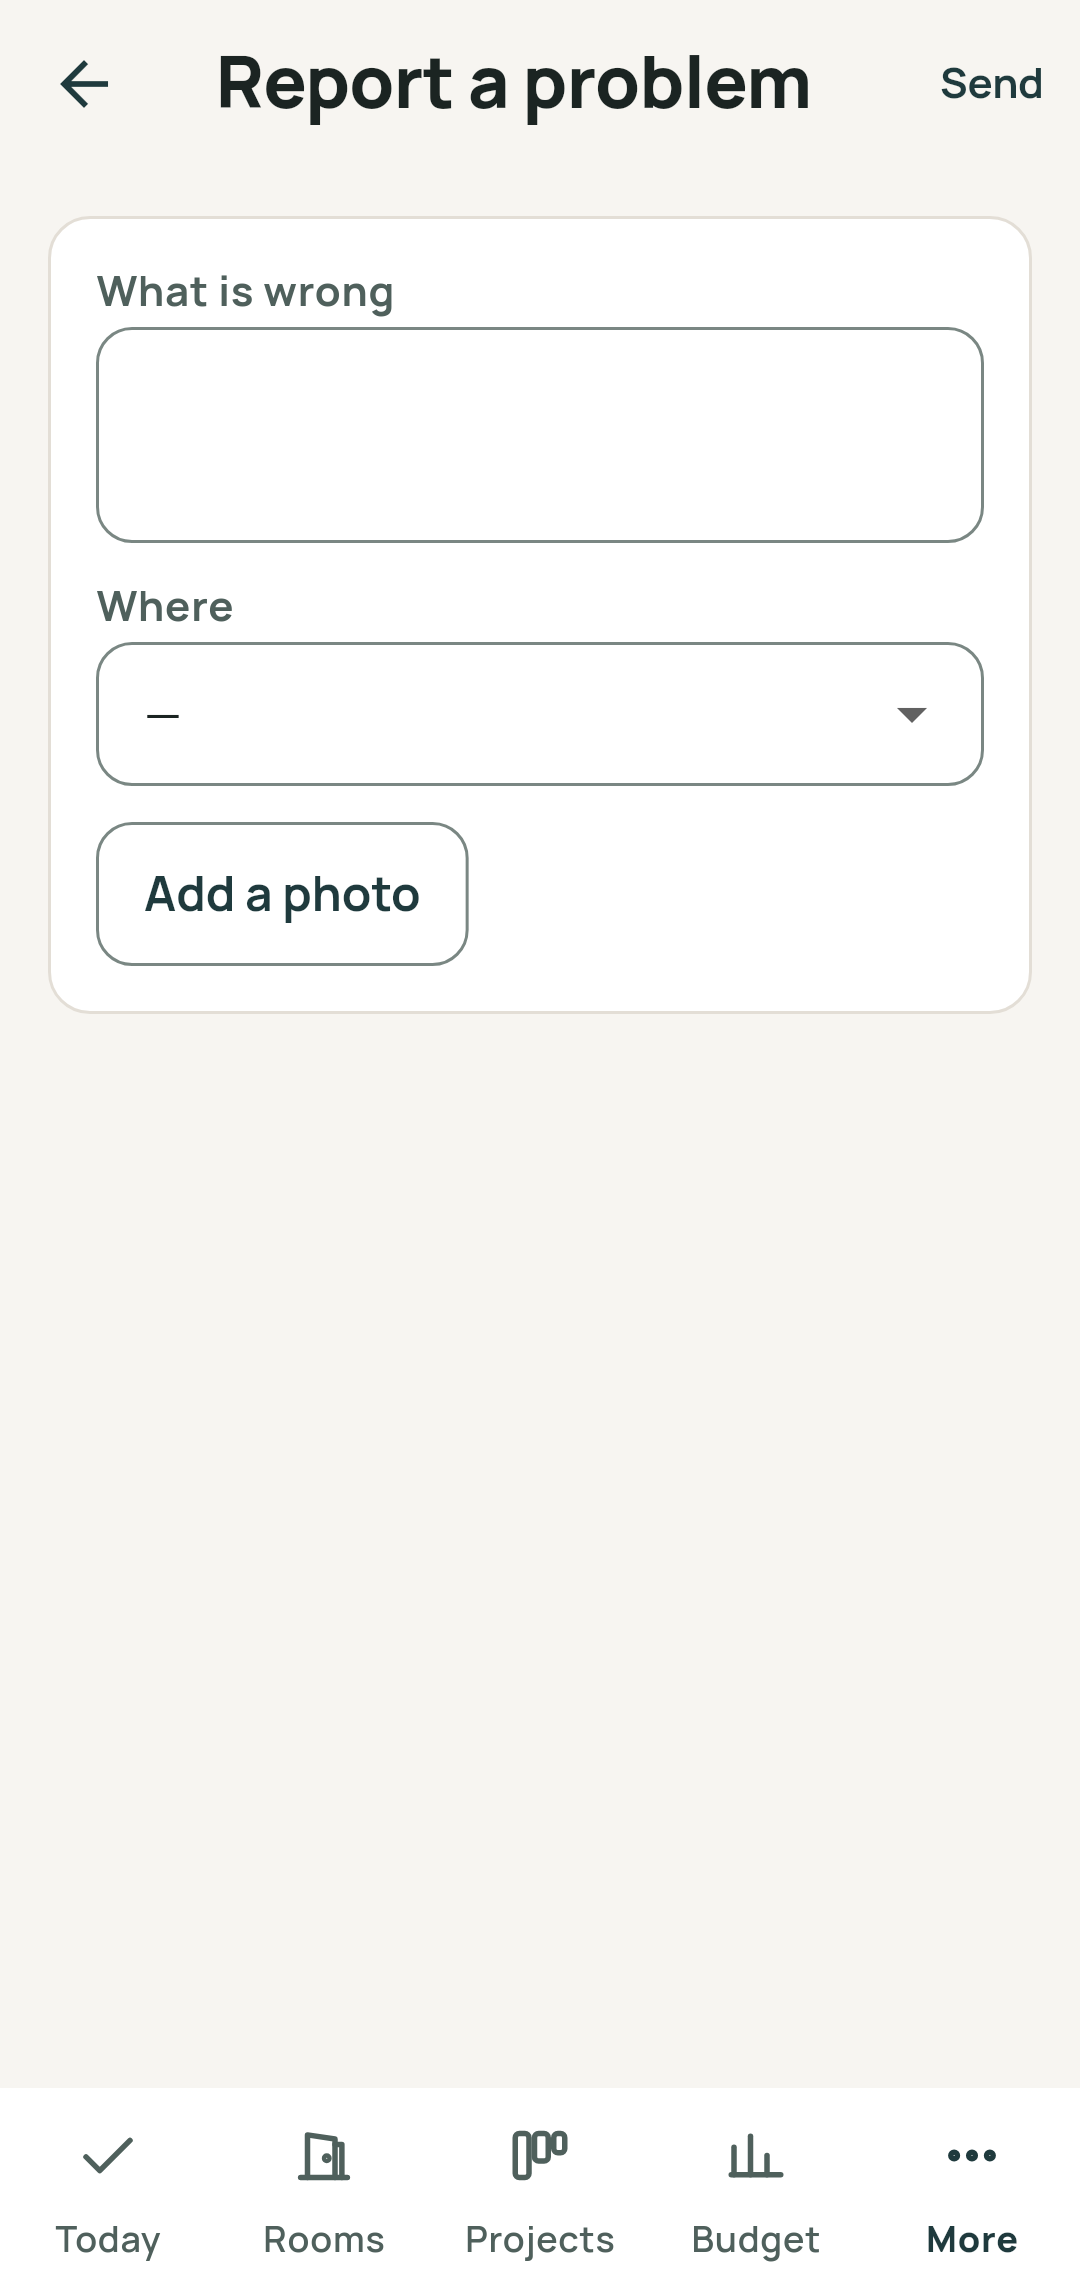 Report a problem
Send
What is wrong
Where
—
Add a photo
Today
Rooms
Projects
Budget
More